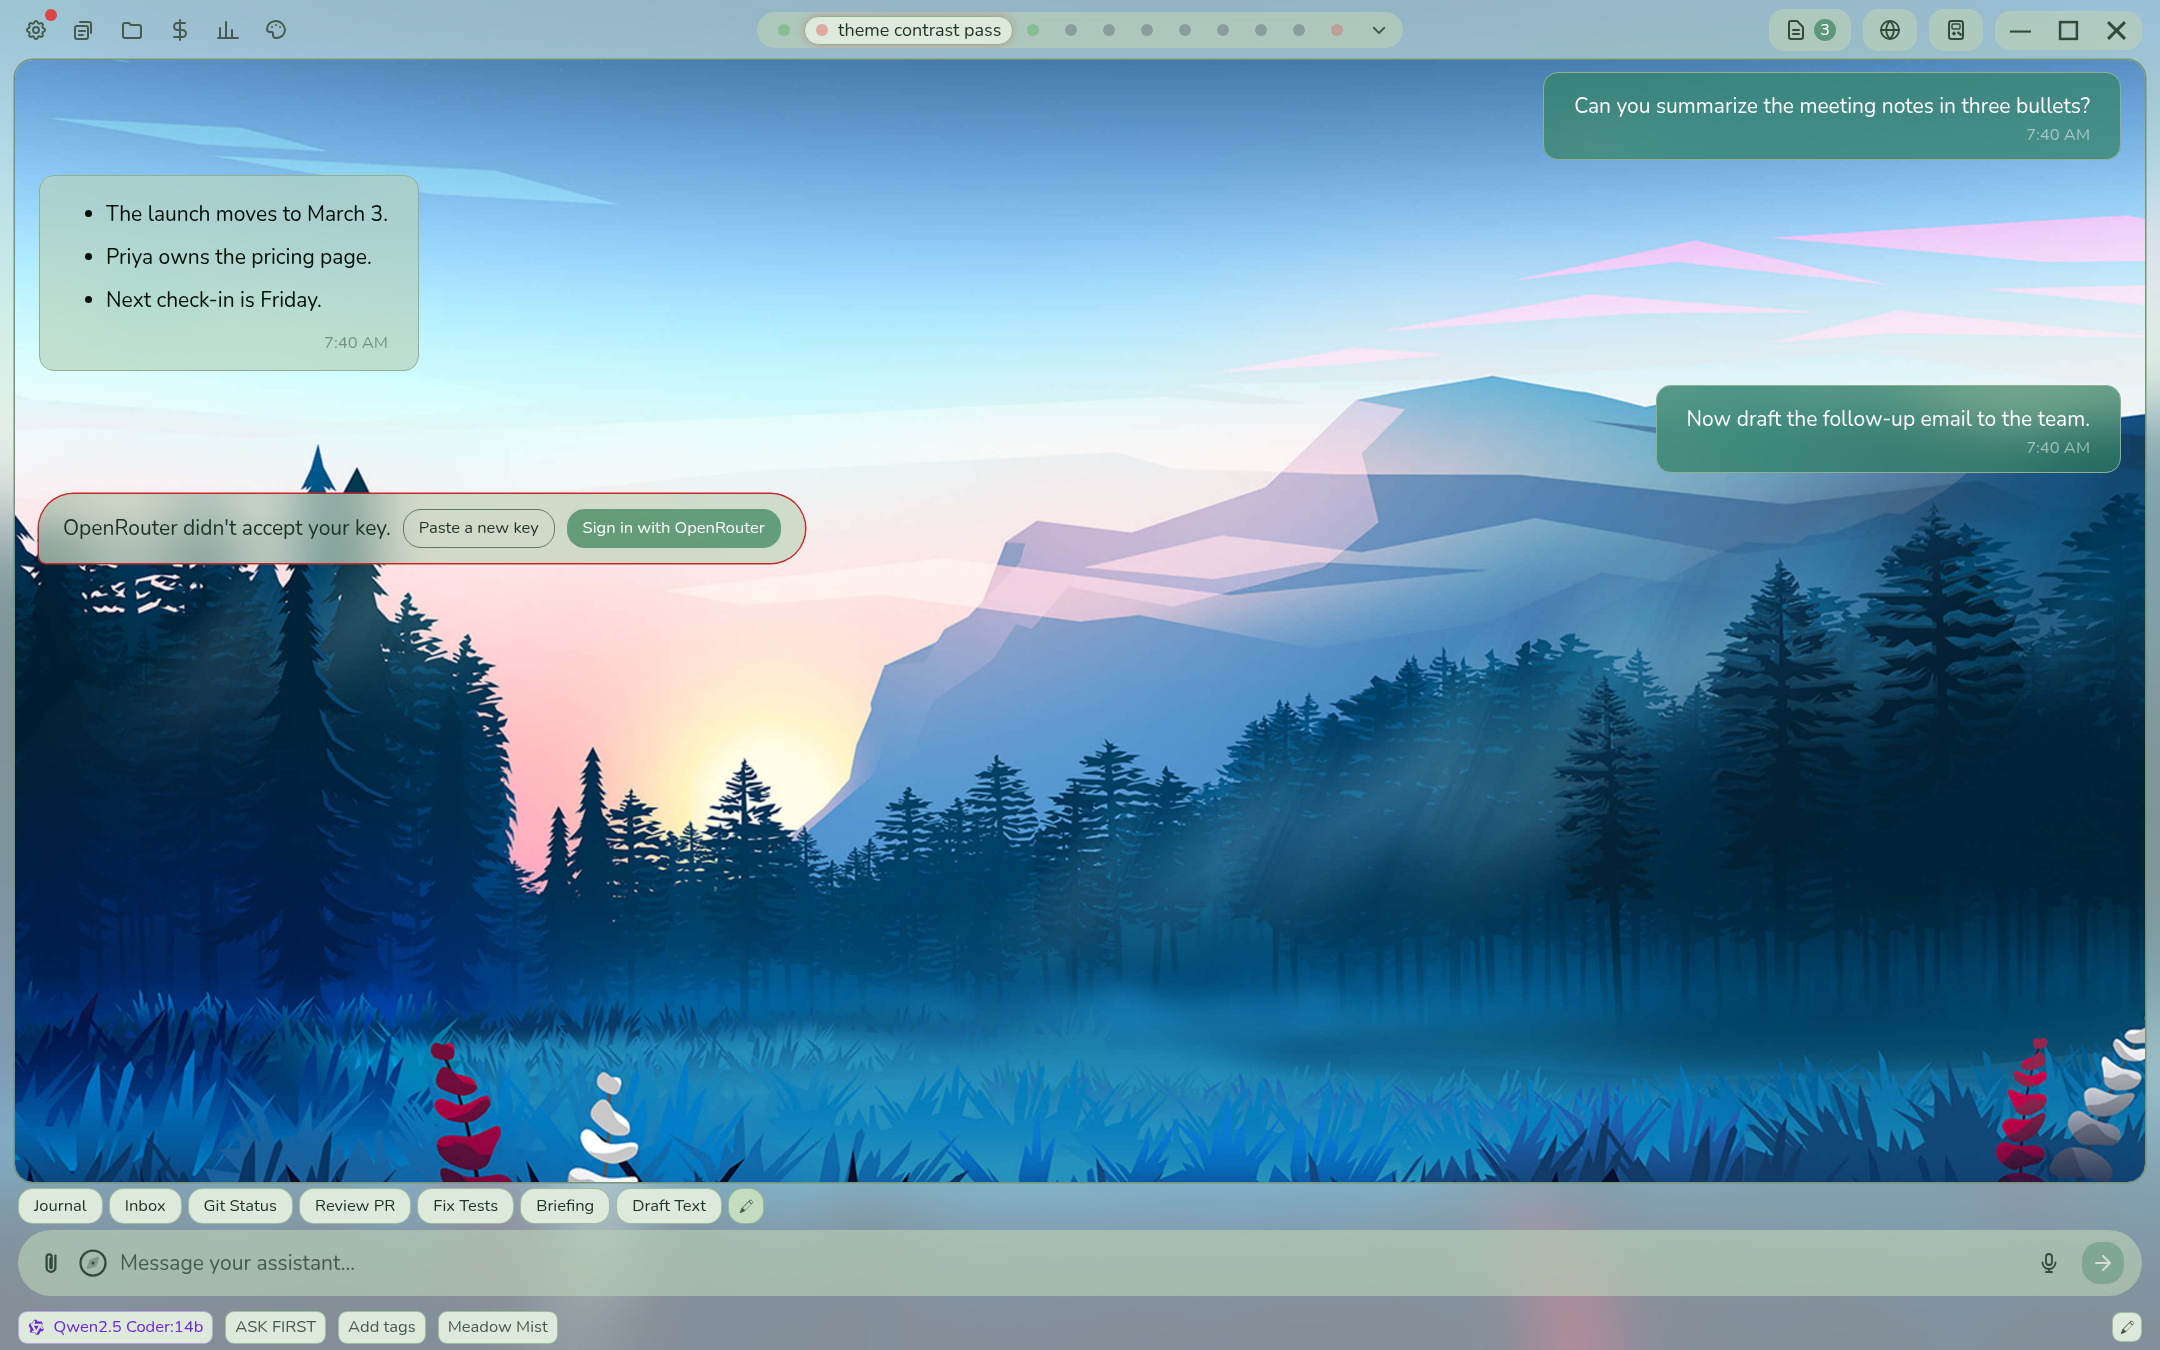 theme contrast pass
3
Can you summarize the meeting notes in three bullets?
7:40 AM
The launch moves to March 3.
Priya owns the pricing page.
Next check-in is Friday.
7:40 AM
Now draft the follow-up email to the team.
7:40 AM
OpenRouter didn't accept your key. Paste a new key Sign in with OpenRouter
Journal Inbox Git Status Review PR Fix Tests Briefing Draft Text
Message your assistant...
Qwen2.5 Coder:14b ASK FIRST Add tags Meadow Mist